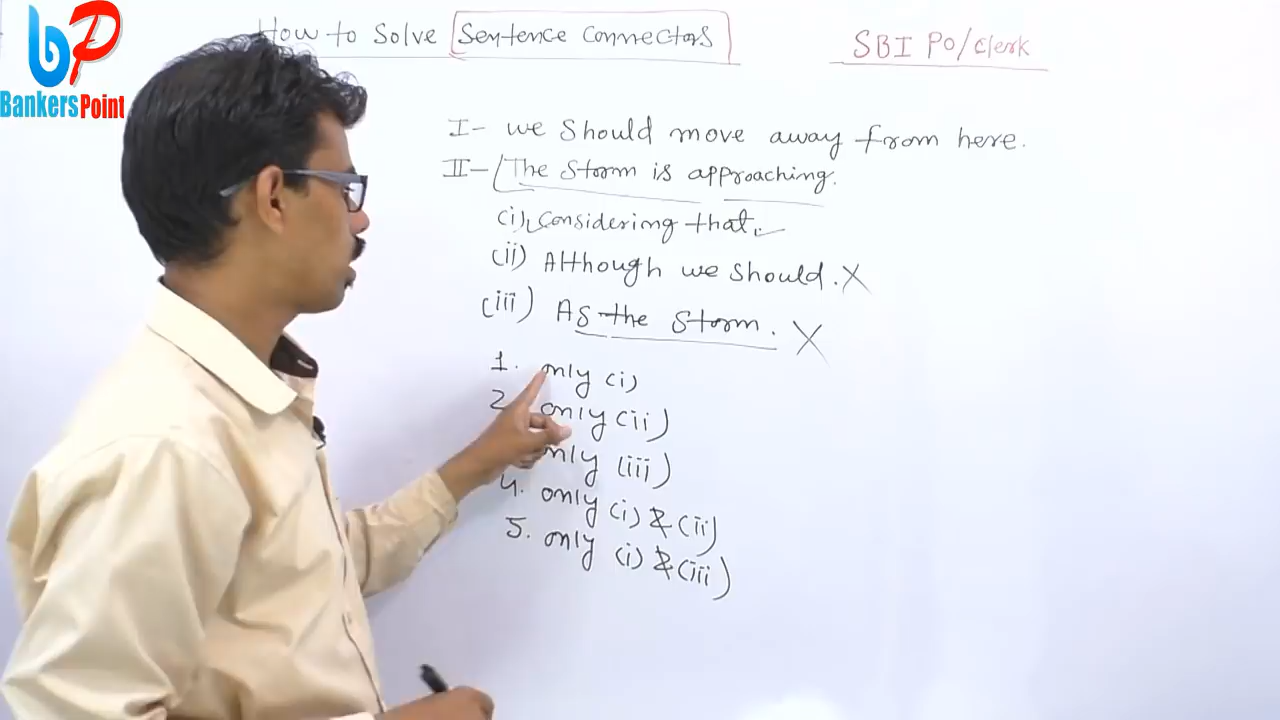 BankersPoint
How to Solve Sentence Connectors
SBI PO/Clerk
I- we should move away from here.
II- The Storm is approaching.
(i) Considering that
(ii) Although we should. X
(iii) As the Storm. X
1. only (i)
2 only (ii)
only (iii)
4. only (i) & (ii)
5. only (i) & (iii)